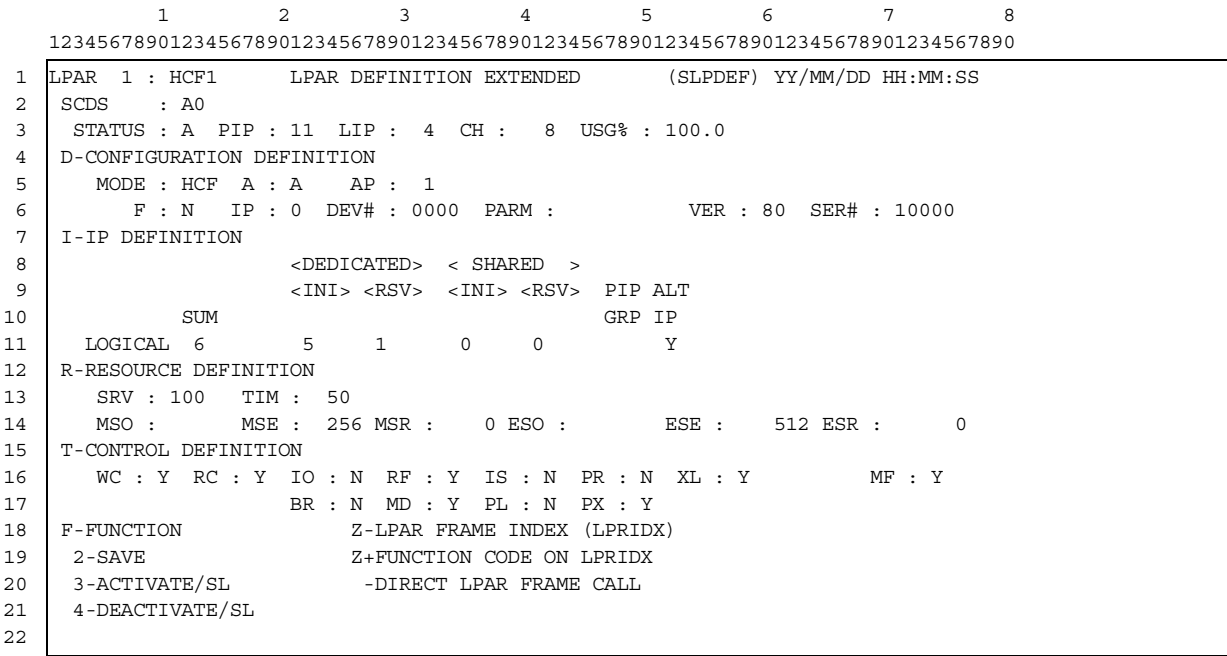 1 2 3 4 5 6 7 8
12345678901234567890123456789012345678901234567890123456789012345678901234567890
1 LPAR 1 : HCF1 LPAR DEFINITION EXTENDED (SLPDEF) YY/MM/DD HH:MM:SS
2 SCDS : A0
3 STATUS : A PIP : 11 LIP : 4 CH : 8 USG% : 100.0
4 D-CONFIGURATION DEFINITION
5 MODE : HCF A : A AP : 1
6 F : N IP : 0 DEV# : 0000 PARM : VER : 80 SER# : 10000
7 I-IP DEFINITION
8 <DEDICATED> < SHARED >
9 <INI> <RSV> <INI> <RSV> PIP ALT
10 SUM GRP IP
11 LOGICAL 6 5 1 0 0 Y
12 R-RESOURCE DEFINITION
13 SRV : 100 TIM : 50
14 MSO : MSE : 256 MSR : 0 ESO : ESE : 512 ESR : 0
15 T-CONTROL DEFINITION
16 WC : Y RC : Y IO : N RF : Y IS : N PR : N XL : Y MF : Y
17 BR : N MD : Y PL : N PX : Y
18 F-FUNCTION Z-LPAR FRAME INDEX (LPRIDX)
19 2-SAVE Z+FUNCTION CODE ON LPRIDX
20 3-ACTIVATE/SL -DIRECT LPAR FRAME CALL
21 4-DEACTIVATE/SL
22